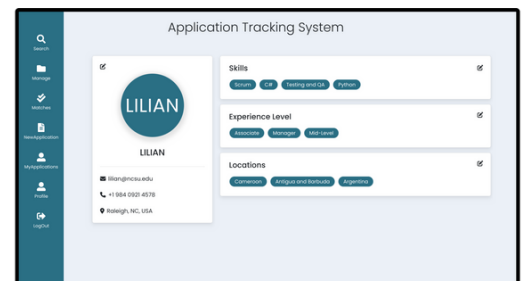 Application Tracking System
Search
Manage
Matches
NewApplication
MyApplications
Profile
LogOut
LILIAN
LILIAN
lilian@ncsu.edu
+1 984 0921 4578
Raleigh, NC, USA
Skills
Scrum C# Testing and QA Python
Experience Level
Associate Manager Mid-Level
Locations
Cameroon Antigua and Barbuda Argentina